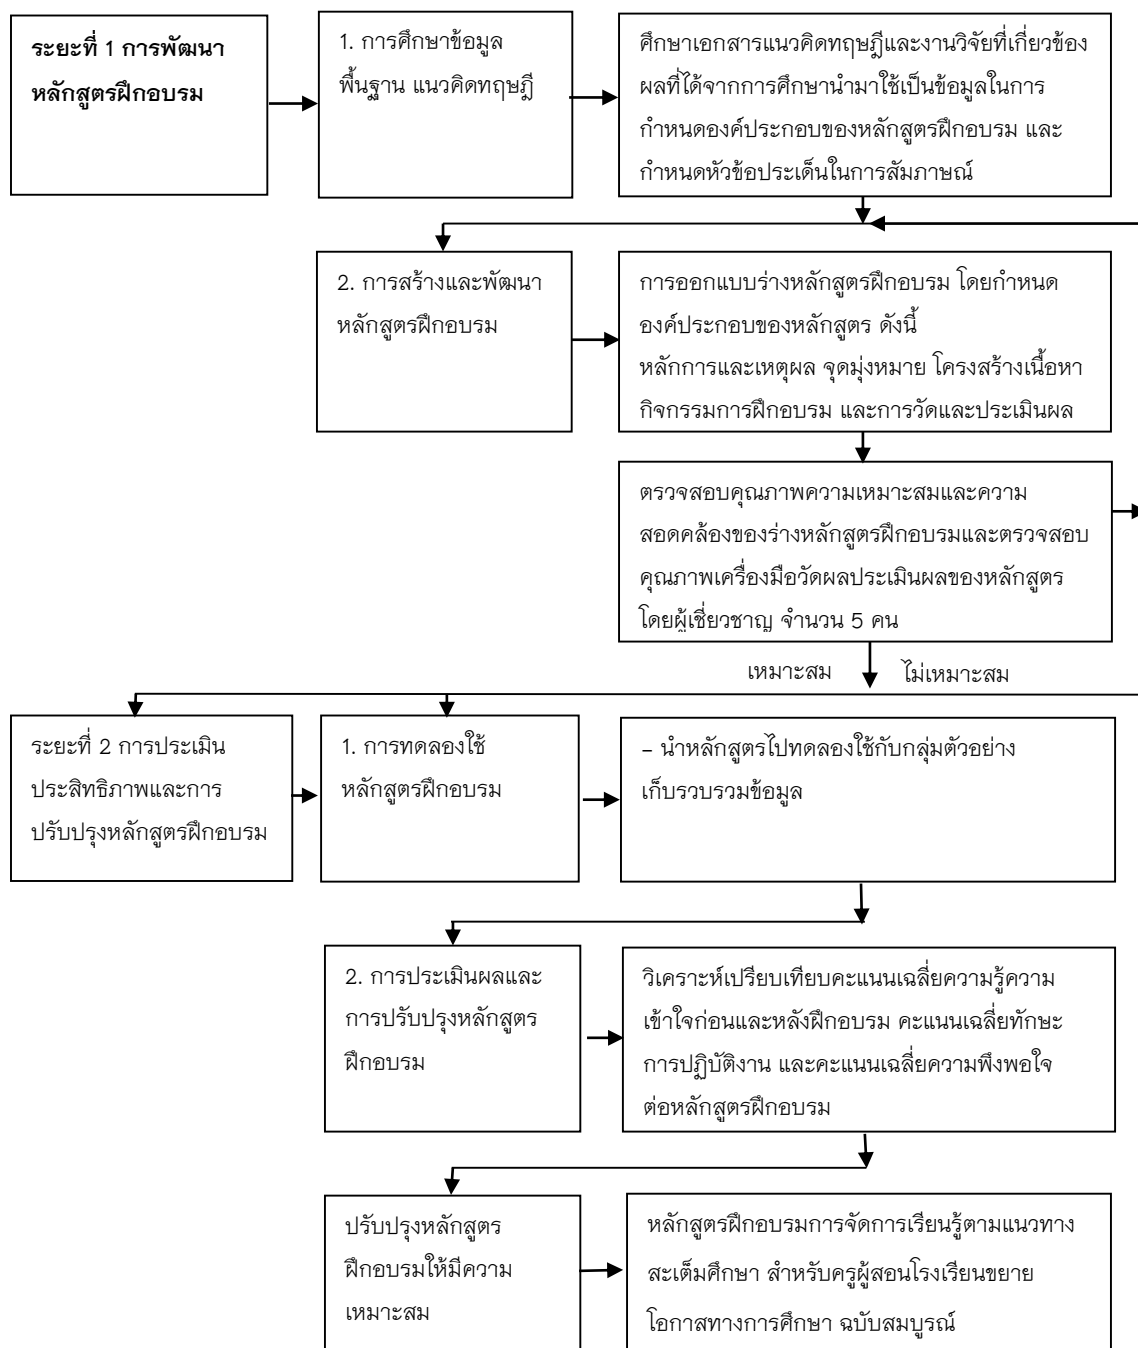 ระยะที่ 1 การพัฒนา
หลักสูตรฝึกอบรม
1. การศึกษาข้อมูล
พื้นฐาน แนวคิดทฤษฎี
ศึกษาเอกสารแนวคิดทฤษฎีและงานวิจัยที่เกี่ยวข้อง
ผลที่ได้จากการศึกษานำมาใช้เป็นข้อมูลในการ
กำหนดองค์ประกอบของหลักสูตรฝึกอบรม และ
กำหนดหัวข้อประเด็นในการสัมภาษณ์
2. การสร้างและพัฒนา
หลักสูตรฝึกอบรม
การออกแบบร่างหลักสูตรฝึกอบรม โดยกำหนด
องค์ประกอบของหลักสูตร ดังนี้
หลักการและเหตุผล จุดมุ่งหมาย โครงสร้างเนื้อหา
กิจกรรมการฝึกอบรม และการวัดและประเมินผล
ตรวจสอบคุณภาพความเหมาะสมและความ
สอดคล้องของร่างหลักสูตรฝึกอบรมและตรวจสอบ
คุณภาพเครื่องมือวัดผลประเมินผลของหลักสูตร
โดยผู้เชี่ยวชาญ จำนวน 5 คน
เหมาะสม ไม่เหมาะสม
ระยะที่ 2 การประเมิน
ประสิทธิภาพและการ
ปรับปรุงหลักสูตรฝึกอบรม
1. การทดลองใช้
หลักสูตรฝึกอบรม
– นำหลักสูตรไปทดลองใช้กับกลุ่มตัวอย่าง
เก็บรวบรวมข้อมูล
2. การประเมินผลและ
การปรับปรุงหลักสูตร
ฝึกอบรม
วิเคราะห์เปรียบเทียบคะแนนเฉลี่ยความรู้ความ
เข้าใจก่อนและหลังฝึกอบรม คะแนนเฉลี่ยทักษะ
การปฏิบัติงาน และคะแนนเฉลี่ยความพึงพอใจ
ต่อหลักสูตรฝึกอบรม
ปรับปรุงหลักสูตร
ฝึกอบรมให้มีความ
เหมาะสม
หลักสูตรฝึกอบรมการจัดการเรียนรู้ตามแนวทาง
สะเต็มศึกษา สำหรับครูผู้สอนโรงเรียนขยาย
โอกาสทางการศึกษา ฉบับสมบูรณ์